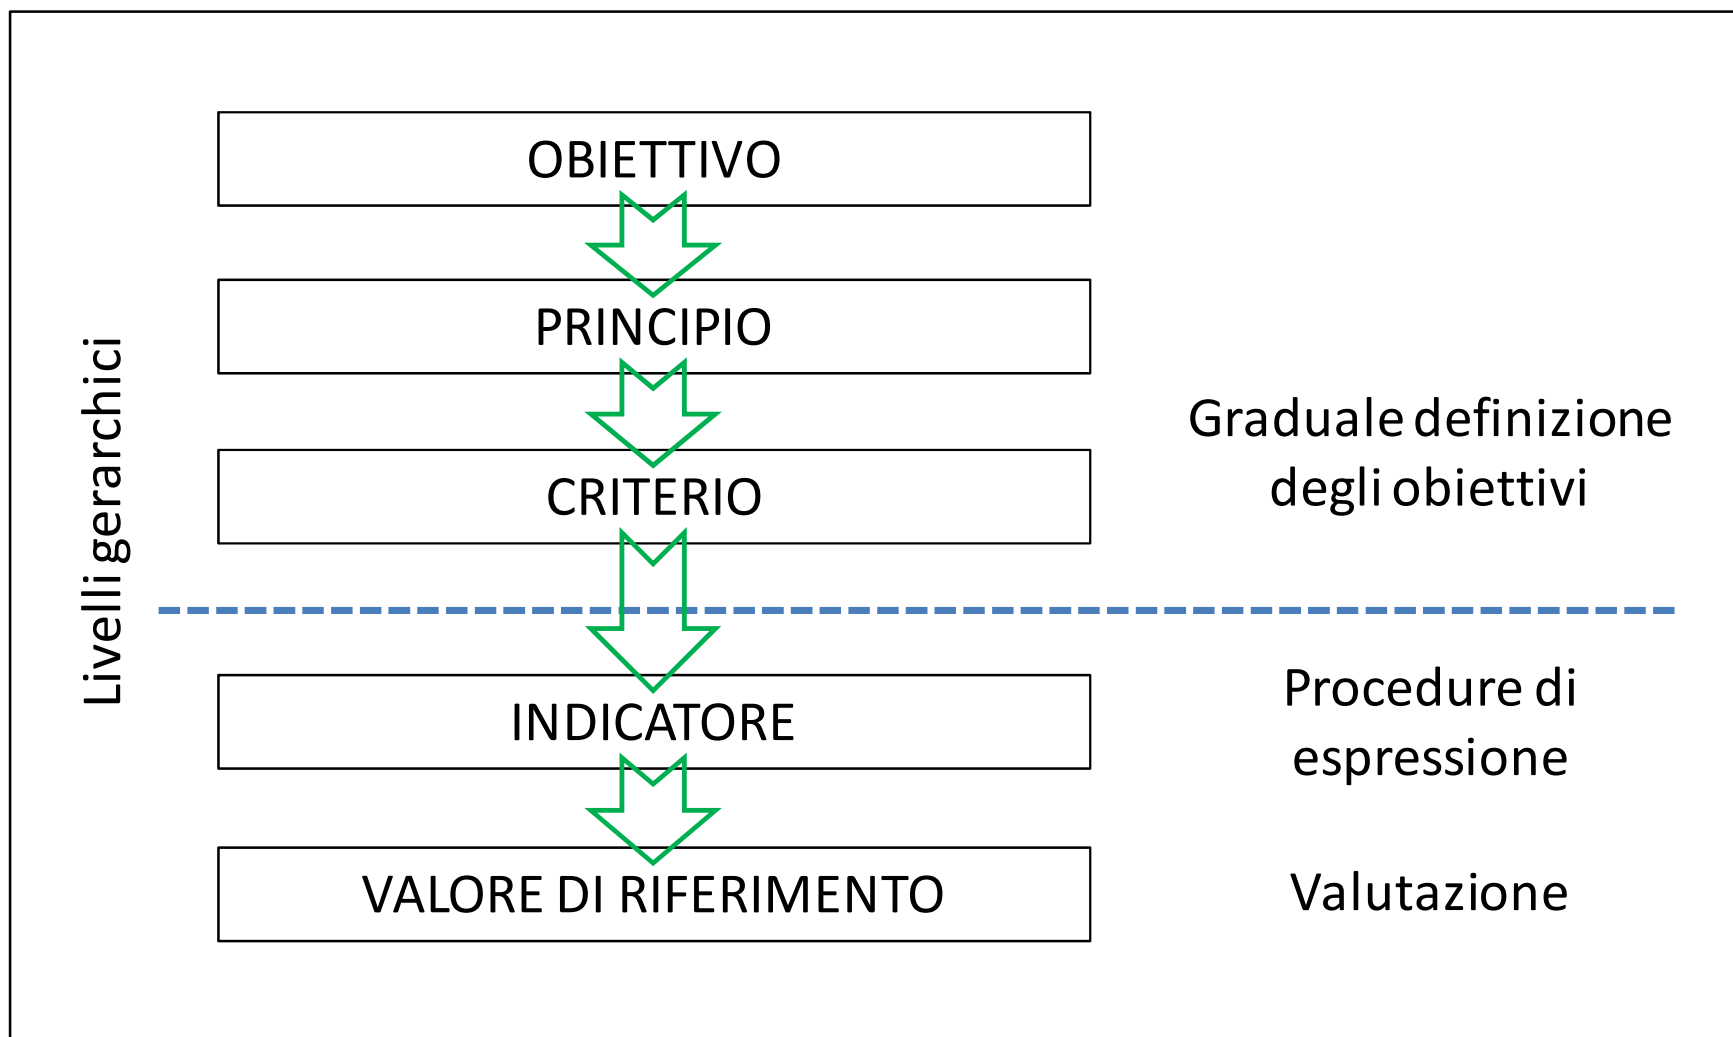 OBIETTIVO
PRINCIPIO
CRITERIO
INDICATORE
VALORE DI RIFERIMENTO
Livelli gerarchici
Graduale definizione
degli obiettivi
Procedure di
espressione
Valutazione